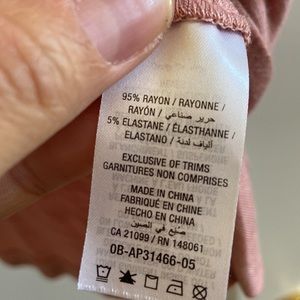 95% RAYON / RAYONNE /
RAYÓN / حرير صناعي
5% ELASTANE / ÉLASTHANNE /
ELASTANO / ألياف لدنة
EXCLUSIVE OF TRIMS
GARNITURES NON COMPRISES
MADE IN CHINA
FABRIQUÉ EN CHINE
HECHO EN CHINA
صنع في الصين
CA 21099 / RN 148061
0B-AP31466-05